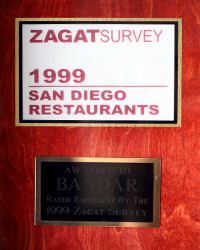 ZAGATSURVEY
1999
SAN DIEGO
RESTAURANTS
AWARDED TO
BANDAR
RATED EXCELLENT BY THE
1999 ZAGAT SURVEY